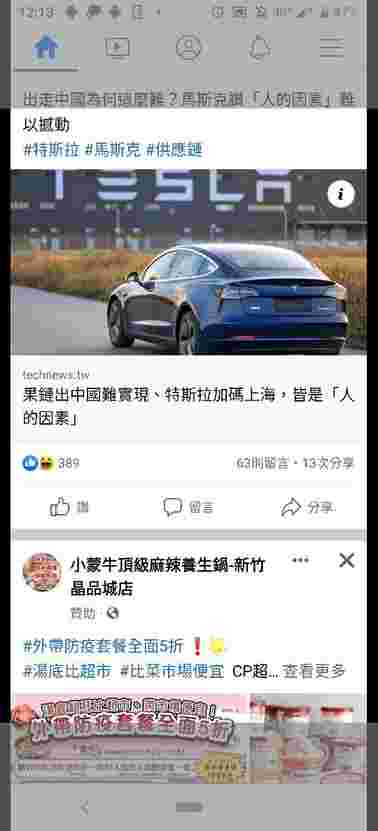 12:13
出走中國為何這麼難？馬斯克讚「人的因素」難
以撼動
#特斯拉 #馬斯克 #供應鏈
TESLA
i
technews.tw
果鏈出中國難實現、特斯拉加碼上海，皆是「人
的因素」
389
63則留言・13次分享
讚
留言
分享
小蒙牛頂級麻辣養生鍋-新竹
晶品城店
贊助・
#外帶防疫套餐全面5折❗🌟
#湯底比超市 #比菜市場便宜 CP超... 查看更多
外帶防疫套餐全面5折